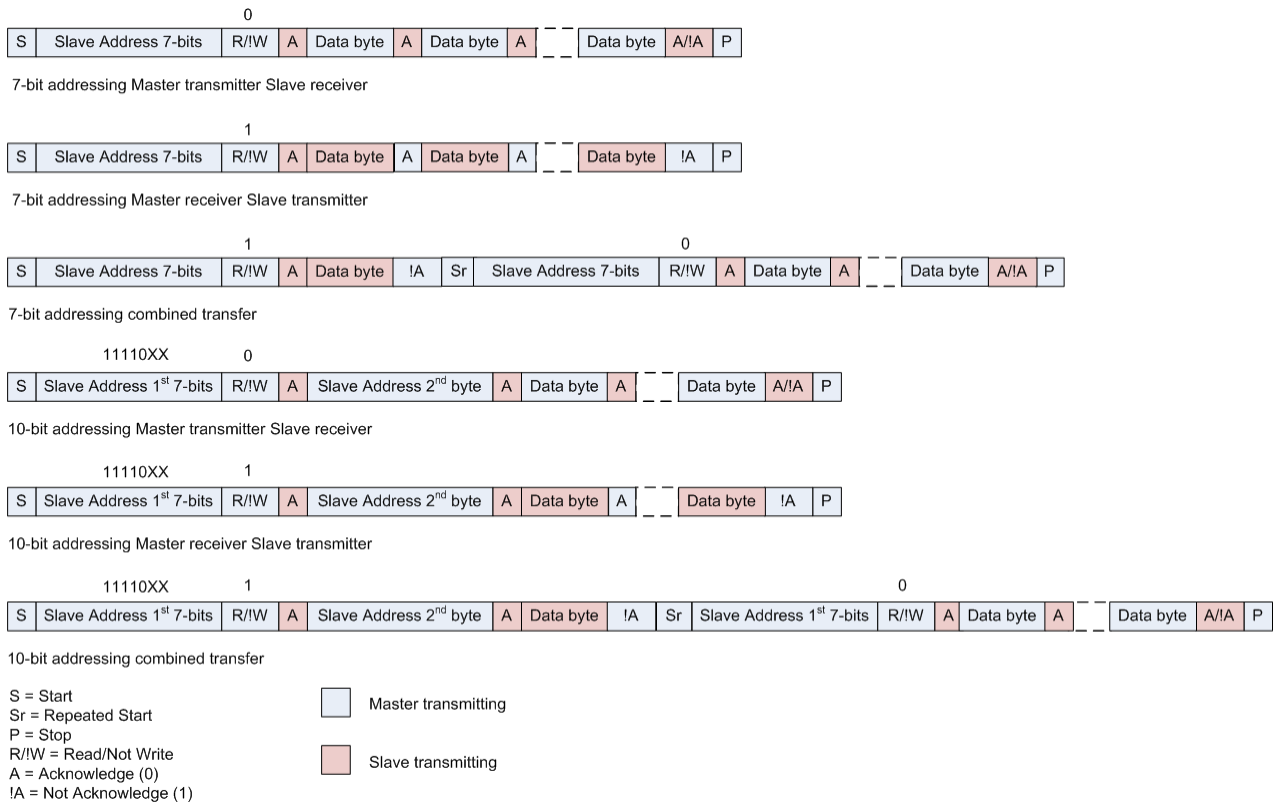 0
S Slave Address 7-bits R/!W A Data byte A Data byte A Data byte A/!A P
7-bit addressing Master transmitter Slave receiver
1
S Slave Address 7-bits R/!W A Data byte A Data byte A Data byte !A P
7-bit addressing Master receiver Slave transmitter
1 0
S Slave Address 7-bits R/!W A Data byte !A Sr Slave Address 7-bits R/!W A Data byte A Data byte A/!A P
7-bit addressing combined transfer
11110XX 0
S Slave Address 1st 7-bits R/!W A Slave Address 2nd byte A Data byte A Data byte A/!A P
10-bit addressing Master transmitter Slave receiver
11110XX 1
S Slave Address 1st 7-bits R/!W A Slave Address 2nd byte A Data byte A Data byte !A P
10-bit addressing Master receiver Slave transmitter
11110XX 1 0
S Slave Address 1st 7-bits R/!W A Slave Address 2nd byte A Data byte !A Sr Slave Address 1st 7-bits R/!W A Data byte A Data byte A/!A P
10-bit addressing combined transfer
S = Start
Sr = Repeated Start
P = Stop
R/!W = Read/Not Write
A = Acknowledge (0)
!A = Not Acknowledge (1)
Master transmitting
Slave transmitting